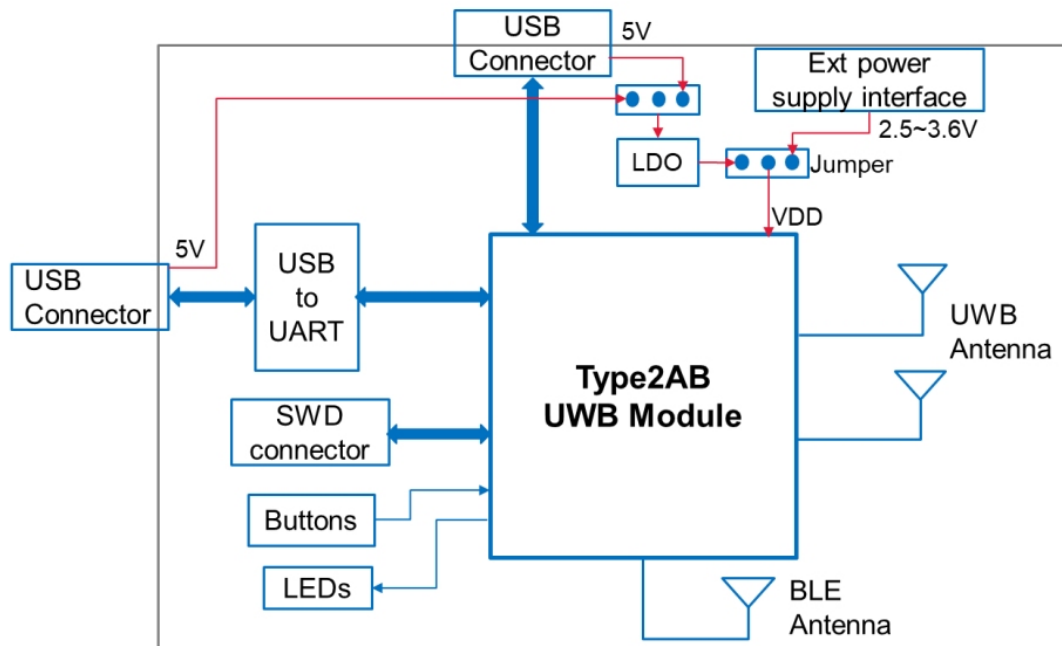 USB
Connector
5V
Ext power
supply interface
2.5~3.6V
LDO
Jumper
VDD
5V
USB
Connector
USB
to
UART
UWB
Antenna
Type2AB
UWB Module
SWD
connector
Buttons
LEDs
BLE
Antenna